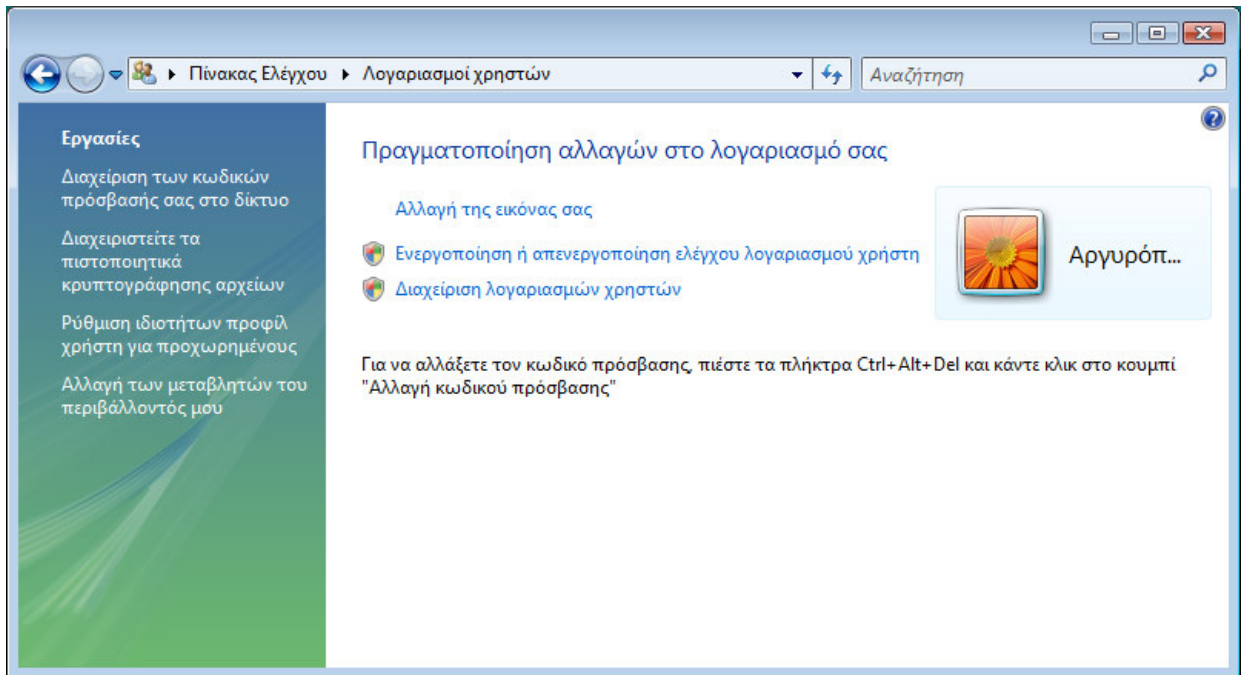 Πίνακας Ελέγχου
Λογαριασμοί χρηστών
Αναζήτηση
Εργασίες
Διαχείριση των κωδικών
πρόσβασής σας στο δίκτυο
Διαχειριστείτε τα
πιστοποιητικά
κρυπτογράφησης αρχείων
Ρύθμιση ιδιοτήτων προφίλ
χρήστη για προχωρημένους
Αλλαγή των μεταβλητών του
περιβάλλοντός μου
Πραγματοποίηση αλλαγών στο λογαριασμό σας
Αλλαγή της εικόνας σας
Ενεργοποίηση ή απενεργοποίηση ελέγχου λογαριασμού χρήστη
Διαχείριση λογαριασμών χρηστών
Αργυρόπ...
Για να αλλάξετε τον κωδικό πρόσβασης, πιέστε τα πλήκτρα Ctrl+Alt+Del και κάντε κλικ στο κουμπί
"Αλλαγή κωδικού πρόσβασης"